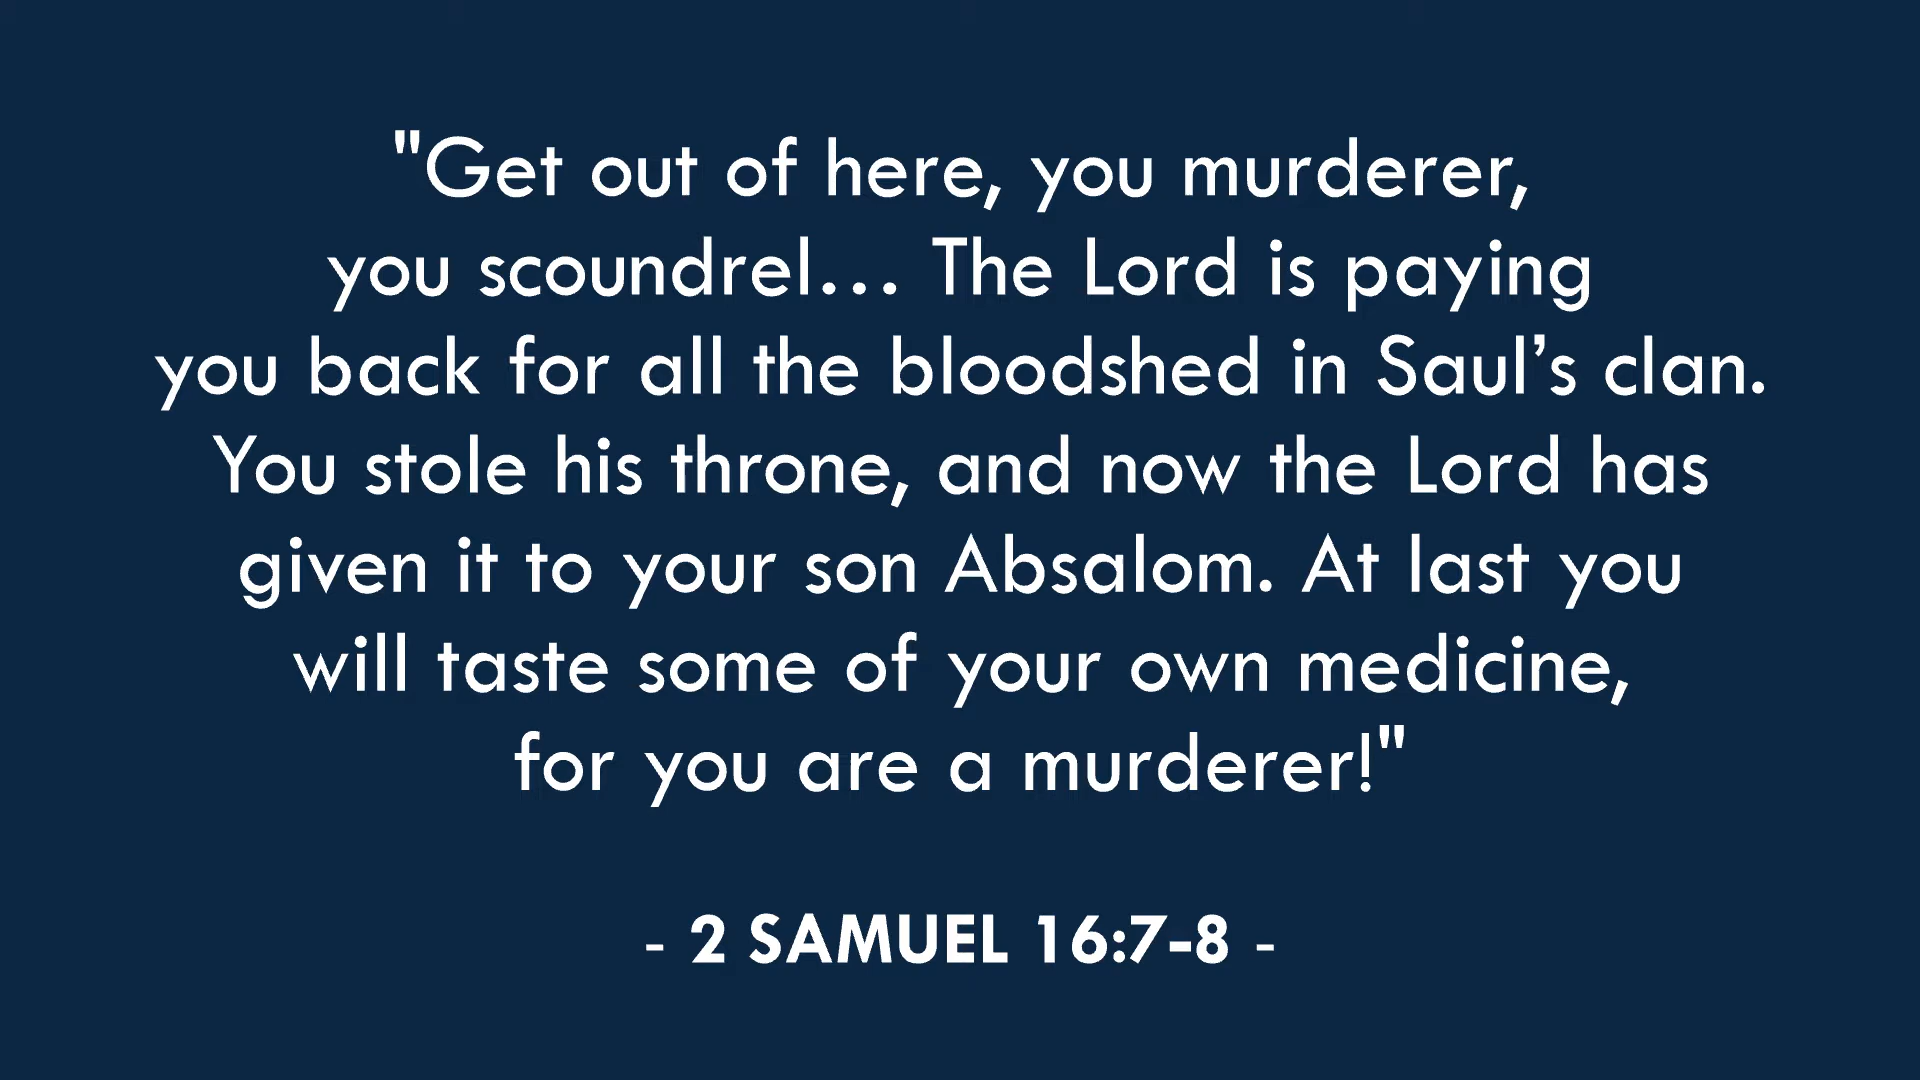 "Get out of here, you murderer,
you scoundrel... The Lord is paying
you back for all the bloodshed in Saul’s clan.
You stole his throne, and now the Lord has
given it to your son Absalom. At last you
will taste some of your own medicine,
for you are a murderer!"
- 2 SAMUEL 16:7-8 -